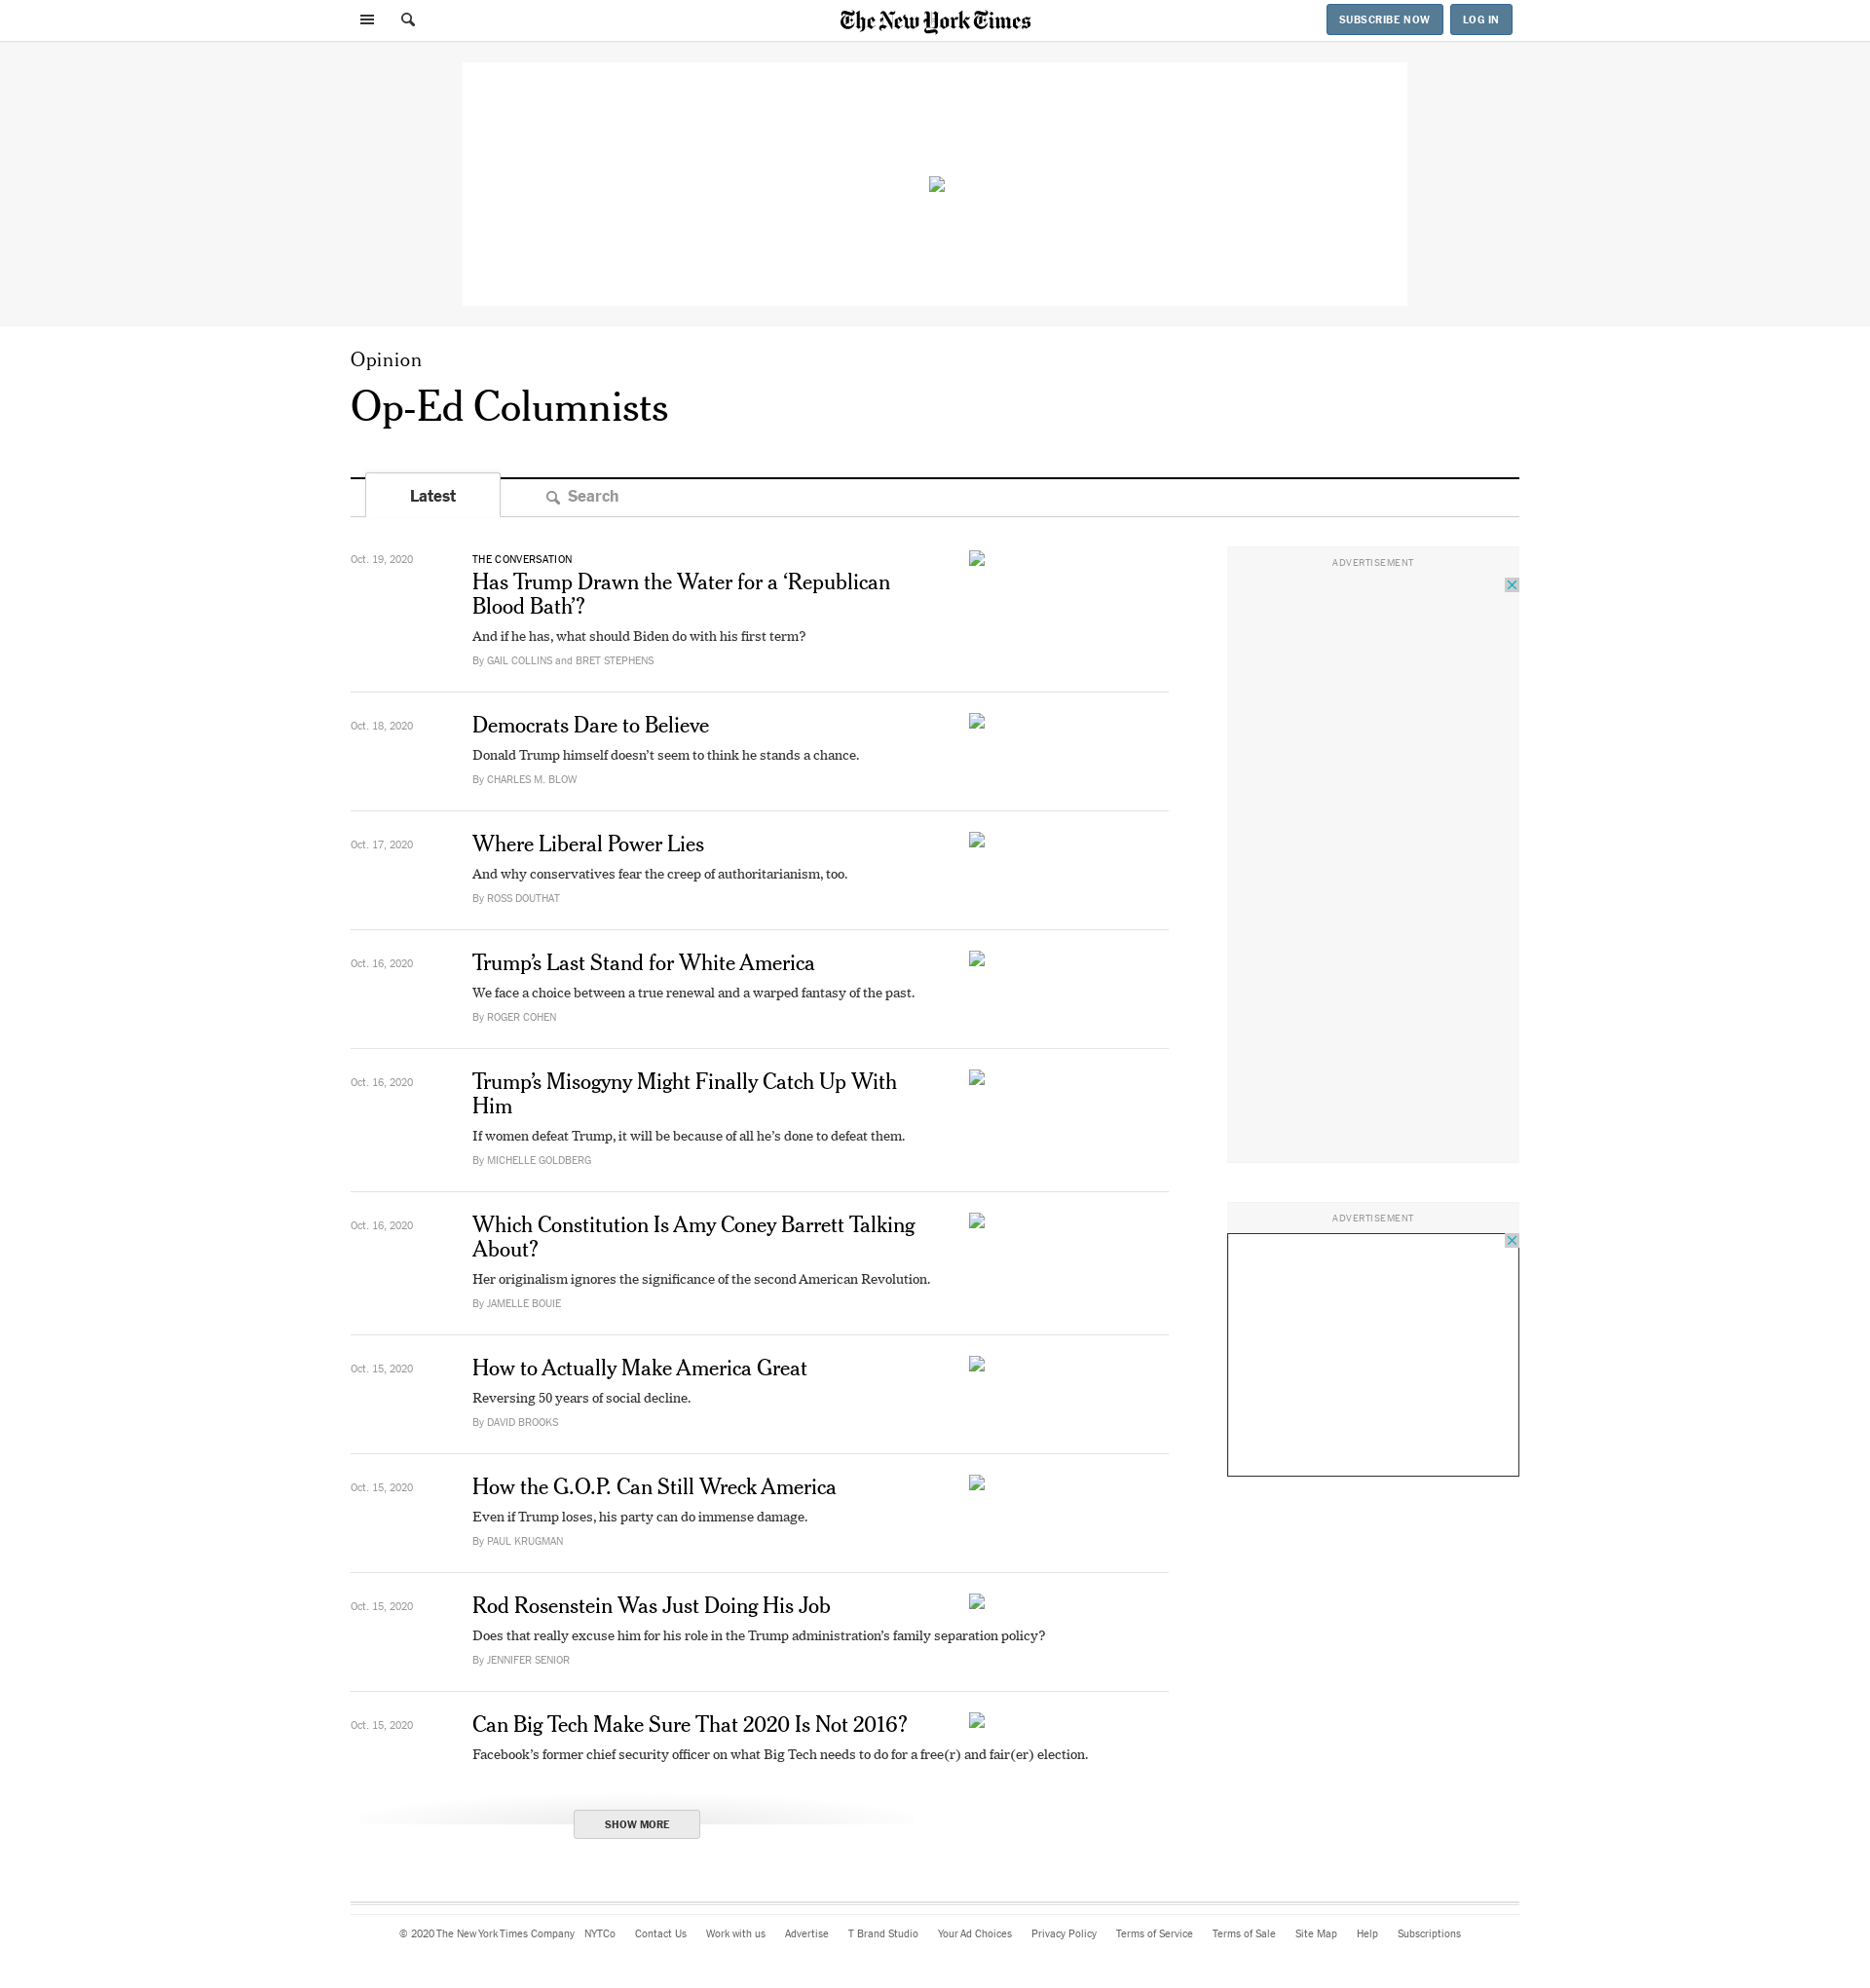 The New York Times
SUBSCRIBE NOW
LOG IN
Opinion
Op-Ed Columnists
Latest
Search
Oct. 19, 2020
THE CONVERSATION
Has Trump Drawn the Water for a ‘Republican
Blood Bath’?
And if he has, what should Biden do with his first term?
By GAIL COLLINS and BRET STEPHENS
ADVERTISEMENT
Oct. 18, 2020
Democrats Dare to Believe
Donald Trump himself doesn’t seem to think he stands a chance.
By CHARLES M. BLOW
Oct. 17, 2020
Where Liberal Power Lies
And why conservatives fear the creep of authoritarianism, too.
By ROSS DOUTHAT
Oct. 16, 2020
Trump’s Last Stand for White America
We face a choice between a true renewal and a warped fantasy of the past.
By ROGER COHEN
Oct. 16, 2020
Trump’s Misogyny Might Finally Catch Up With
Him
If women defeat Trump, it will be because of all he’s done to defeat them.
By MICHELLE GOLDBERG
Oct. 16, 2020
Which Constitution Is Amy Coney Barrett Talking
About?
Her originalism ignores the significance of the second American Revolution.
By JAMELLE BOUIE
ADVERTISEMENT
Oct. 15, 2020
How to Actually Make America Great
Reversing 50 years of social decline.
By DAVID BROOKS
Oct. 15, 2020
How the G.O.P. Can Still Wreck America
Even if Trump loses, his party can do immense damage.
By PAUL KRUGMAN
Oct. 15, 2020
Rod Rosenstein Was Just Doing His Job
Does that really excuse him for his role in the Trump administration’s family separation policy?
By JENNIFER SENIOR
Oct. 15, 2020
Can Big Tech Make Sure That 2020 Is Not 2016?
Facebook’s former chief security officer on what Big Tech needs to do for a free(r) and fair(er) election.
SHOW MORE
© 2020 The New York Times Company NYTCo Contact Us Work with us Advertise T Brand Studio Your Ad Choices Privacy Policy Terms of Service Terms of Sale Site Map Help Subscriptions